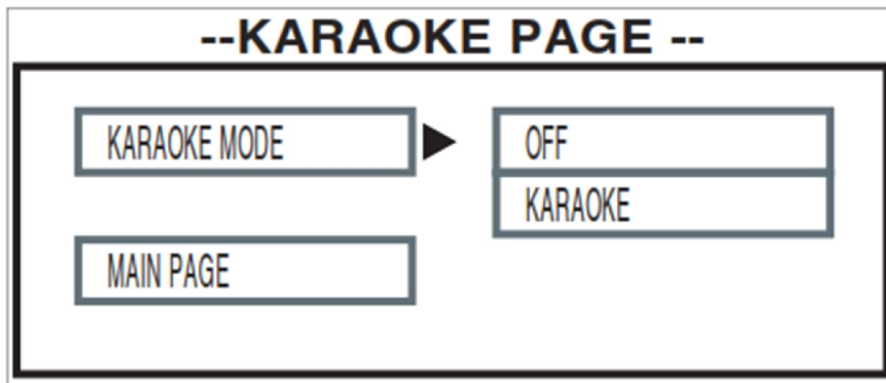 --KARAOKE PAGE --
KARAOKE MODE
OFF
KARAOKE
MAIN PAGE